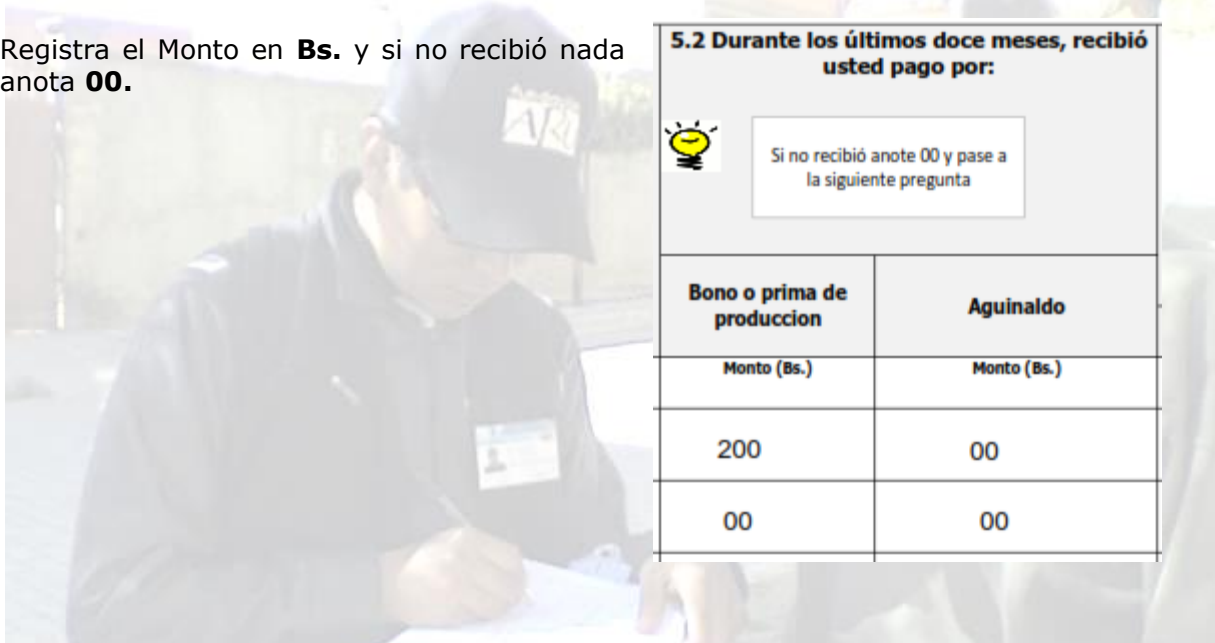 Registra el Monto en Bs. y si no recibió nada
anota 00.
5.2 Durante los últimos doce meses, recibió
usted pago por:
Si no recibió anote 00 y pase a
la siguiente pregunta
Bono o prima de
produccion
Aguinaldo
Monto (Bs.)
Monto (Bs.)
200
00
00
00